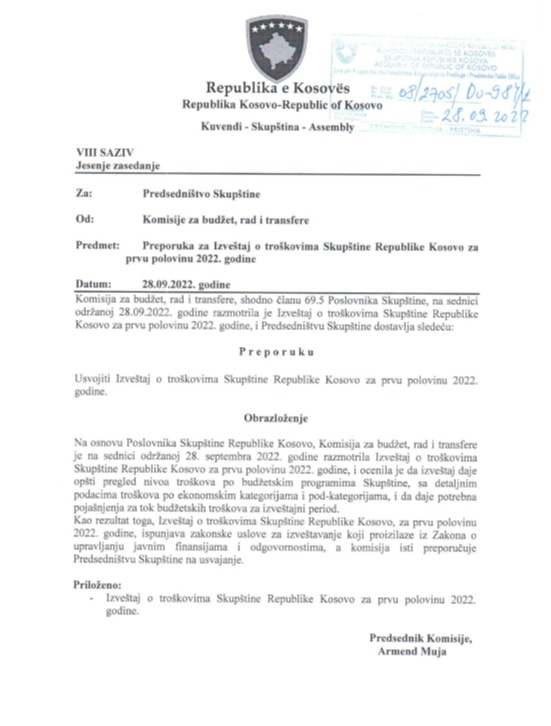 Republika e Kosovës
Republika Kosovo-Republic of Kosovo
Kuvendi - Skupština - Assembly
08/2705/Do-987/1
28.09.2022
VIII SAZIV
Jesenje zasedanje
Za: Predsedništvo Skupštine
Od: Komisije za budžet, rad i transfere
Predmet: Preporuka za Izveštaj o troškovima Skupštine Republike Kosovo za
prvu polovinu 2022. godine
Datum: 28.09.2022. godine
Komisija za budžet, rad i transfere, shodno članu 69.5 Poslovnika Skupštine, na sednici
održanoj 28.09.2022. godine razmotrila je Izveštaj o troškovima Skupštine Republike
Kosovo za prvu polovinu 2022. godine, i Predsedništvu Skupštine dostavlja sledeću:
P r e p o r u k u
Usvojiti Izveštaj o troškovima Skupštine Republike Kosovo za prvu polovinu 2022.
godine.
Obrazloženje
Na osnovu Poslovnika Skupštine Republike Kosovo, Komisija za budžet, rad i transfere
je na sednici održanoj 28. septembra 2022. godine razmotrila Izveštaj o troškovima
Skupštine Republike Kosovo za prvu polovinu 2022. godine, i ocenila je da izveštaj daje
opšti pregled nivoa troškova po budžetskim programima Skupštine, sa detaljnim
podacima troškova po ekonomskim kategorijama i pod-kategorijama, i da daje potrebna
pojašnjenja za tok budžetskih troškova za izveštajni period.
Kao rezultat toga, Izveštaj o troškovima Skupštine Republike Kosovo, za prvu polovinu
2022. godine, ispunjava zakonske uslove za izveštavanje koji proizilaze iz Zakona o
upravljanju javnim finansijama i odgovornostima, a komisija isti preporučuje
Predsedništvu Skupštine na usvajanje.
Priloženo:
- Izveštaj o troškovima Skupštine Republike Kosovo za prvu polovinu 2022.
godine.
Predsednik Komisije,
Armend Muja